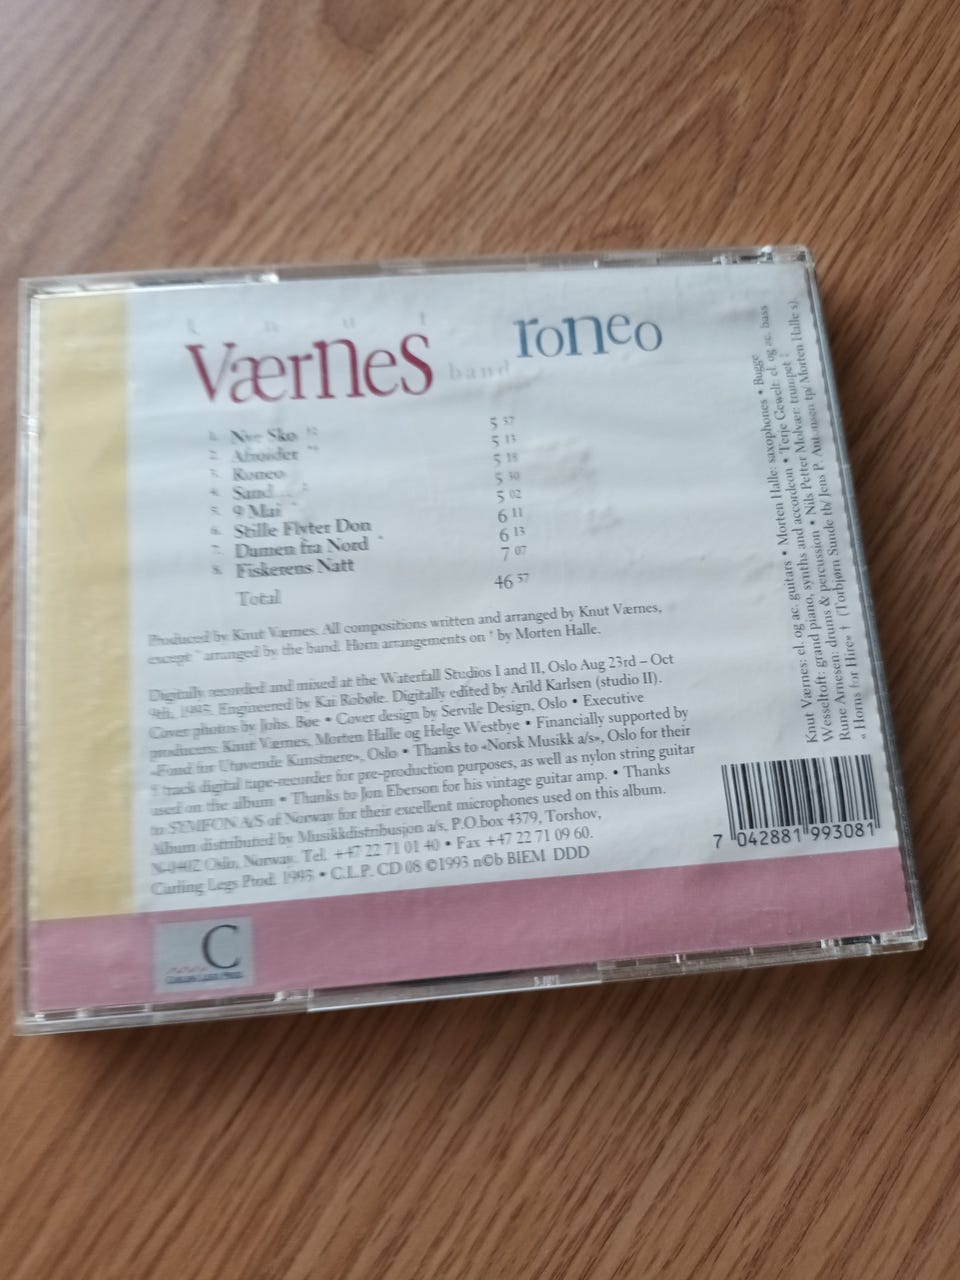 Knut
VærneS band
roneo
1. Nye Sko 5 37
2. 5 13
3. Roneo 5 18
4. Sand..... 5 30
5. 9 Mai 5 02
6. Stille Flyter Don 6 11
7. Damen fra Nord 6 13
8. Fiskerens Natt 7 07
Total 46 57
Produced by Knut Værnes. All compositions written and arranged by Knut Værnes,
except arranged by the band. Horn arrangements on † by Morten Halle.
Digitally recorded and mixed at the Waterfall Studios I and II, Oslo Aug 23rd – Oct
9th, Engineered by Kai Robøle. Digitally edited by Arild Karlsen (studio II).
Cover photos by Johs. Bøe • Cover design by Servile Design, Oslo • Executive
producers: Knut Værnes, Morten Halle og Helge Westbye • Financially supported by
«Fond for Utøvende Kunstnere», Oslo • Thanks to «Norsk Musikk a/s», Oslo for their
track digital tape-recorder for pre-production purposes, as well as nylon string guitar
used on the album • Thanks to Jon Eberson for his vintage guitar amp. • Thanks
to SYMFON A/S of Norway for their excellent microphones used on this album.
Album distributed by Musikkdistribusjon a/s, P.O.box 4379, Torshov,
N-0402 Oslo, Norway. Tel. +47 22 71 01 40 • Fax +47 22 71 09 60.
Curling Legs Prod. 1993 • C.L.P. CD 08 ©1993 n©b BIEM DDD
C
Knut Værnes: el. og ac. guitars • Morten Halle: saxophones • Bugge
Wesseltoft: grand piano, synths and accordeon • Terje Gewelt: el. og ac. bass
Rune Arnesen: drums & percussion • Nils Petter Molvær: trumpet
«Horns for Hire» † (Torbjørn Sunde tb/ Jens P. tp/ Morten Halle s).
7 042881 993081